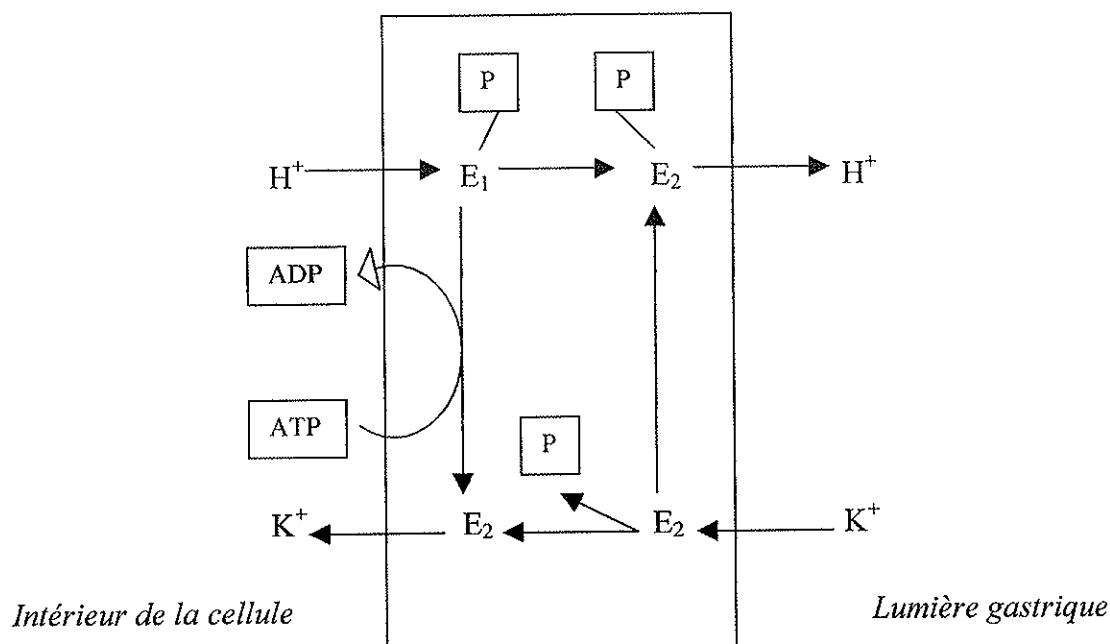 P P
H⁺ E₁ E₂ H⁺
ADP
ATP
P
K⁺ E₂ E₂ K⁺
Intérieur de la cellule Lumière gastrique